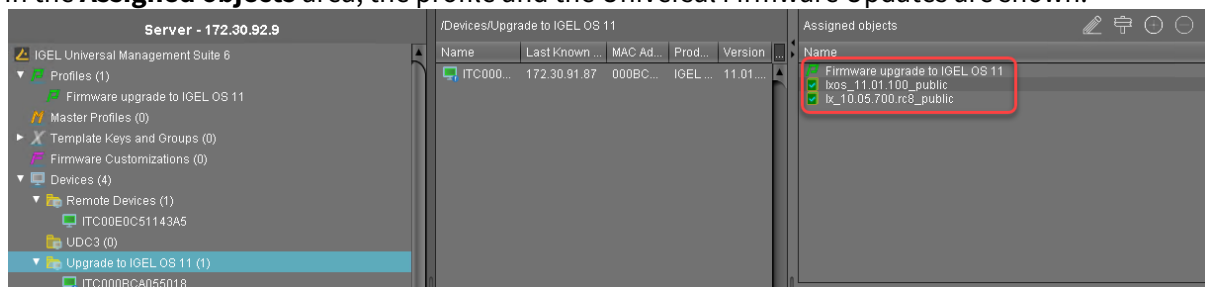 In the Assigned objects area, the profile and the Univelsal Firmware Updates are shown.
Server - 172.30.92.9
IGEL Universal Management Suite 6
Profiles (1)
Firmware upgrade to IGEL OS 11
Master Profiles (0)
Template Keys and Groups (0)
Firmware Customizations (0)
Devices (4)
Remote Devices (1)
ITC00E0C51143A5
UDC3 (0)
Upgrade to IGEL OS 11 (1)
ITC000BCA055018
/Devices/Upgrade to IGEL OS 11
Name Last Known ... MAC Ad... Prod... Version ...
ITC000... 172.30.91.87 000BC... IGEL ... 11.01....
Assigned objects
Name
Firmware upgrade to IGEL OS 11
lxos_11.01.100_public
lx_10.05.700.rc8_public